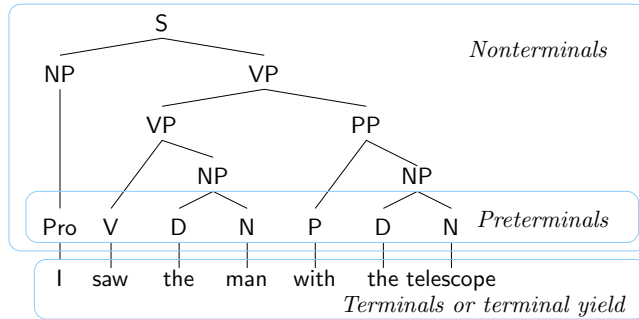 S
Nonterminals
NP VP
VP PP
NP NP
Pro V D N P D N Preterminals
I saw the man with the telescope
Terminals or terminal yield